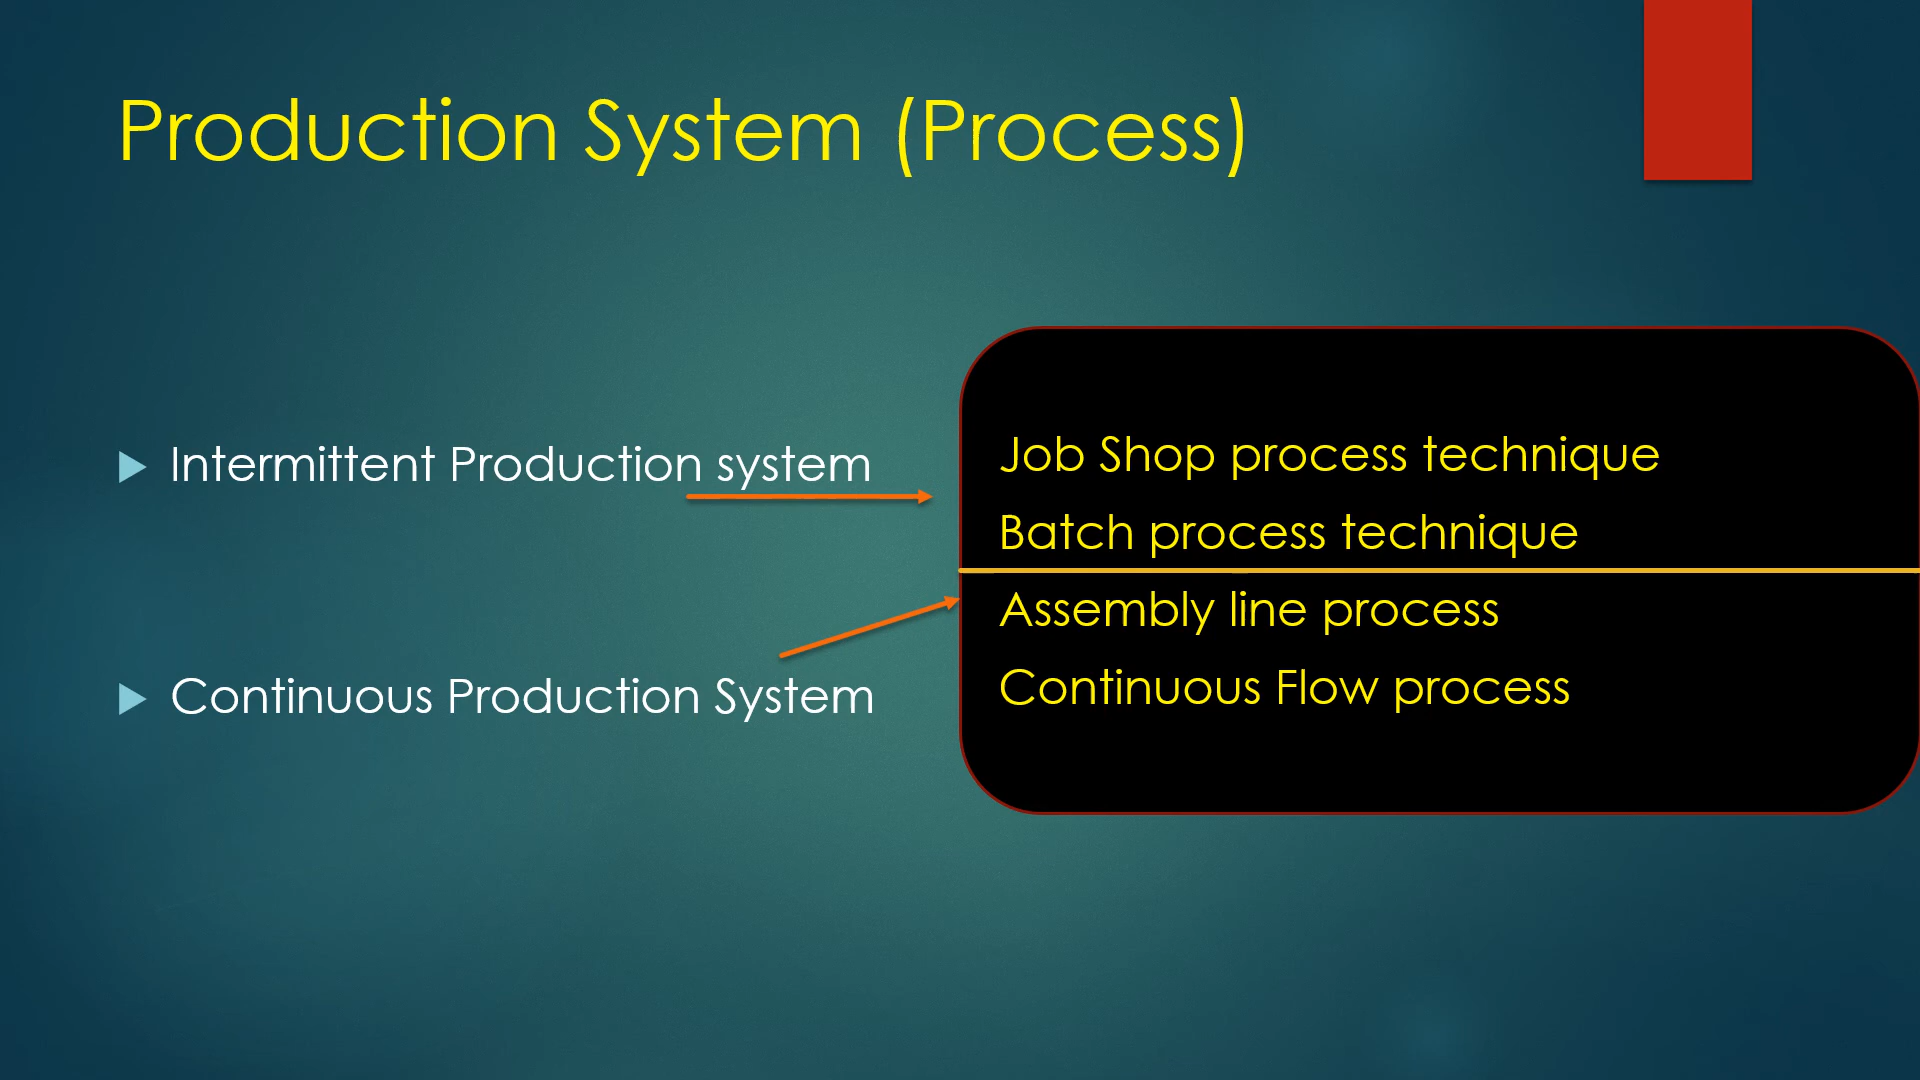 Production System (Process)
Intermittent Production system
Continuous Production System
Job Shop process technique
Batch process technique
Assembly line process
Continuous Flow process